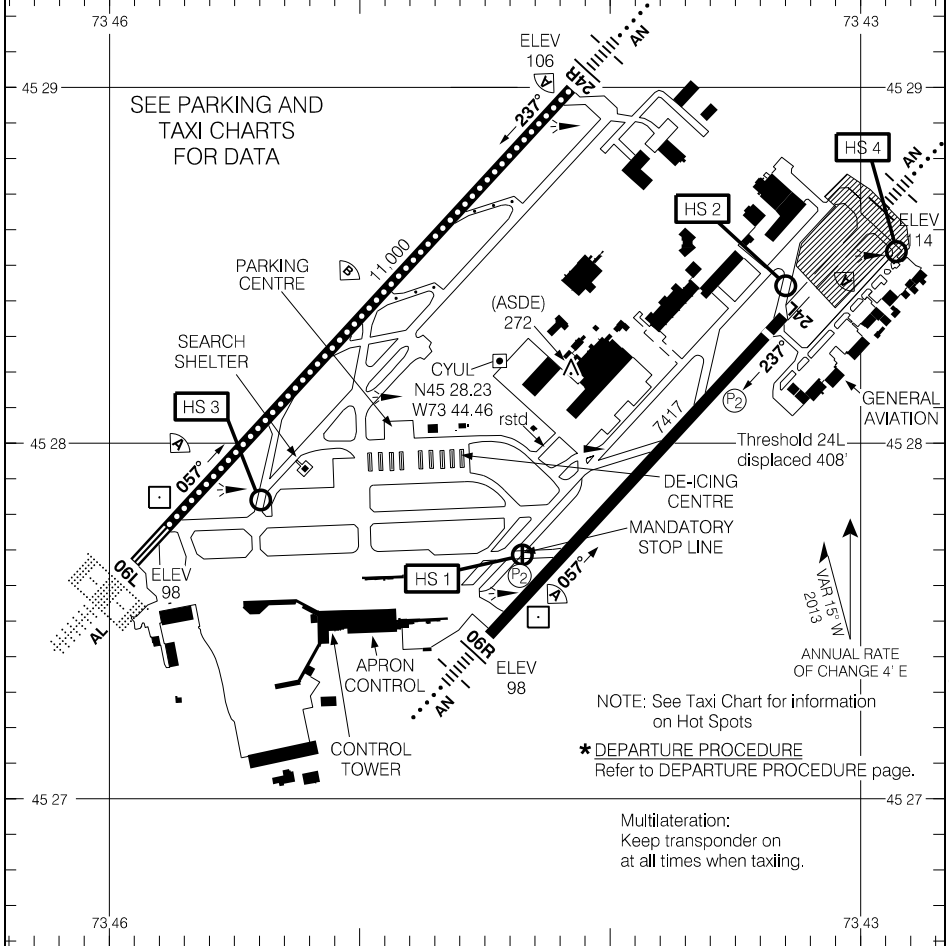 73 46
73 43
AN
ELEV
106
A
24R
45 29
45 29
SEE PARKING AND
TAXI CHARTS
FOR DATA
237°
HS 4
AN
HS 2
ELEV
114
11,000
B
A
PARKING
CENTRE
(ASDE)
272
24L
SEARCH
SHELTER
CYUL
N45 28.23
W73 44.46
237°
HS 3
P2
GENERAL
AVIATION
rstd
7417
45 28
45 28
A
Threshold 24L
displaced 408'
057°
DE-ICING
CENTRE
MANDATORY
STOP LINE
06L
ELEV
98
HS 1
P2
057°
A
VAR 15° W
2013
AL
06R
ANNUAL RATE
OF CHANGE 4' E
APRON
CONTROL
ELEV
98
AN
NOTE: See Taxi Chart for information
on Hot Spots
CONTROL
TOWER
* DEPARTURE PROCEDURE
Refer to DEPARTURE PROCEDURE page.
45 27
45 27
Multilateration:
Keep transponder on
at all times when taxiing.
73 46
73 43